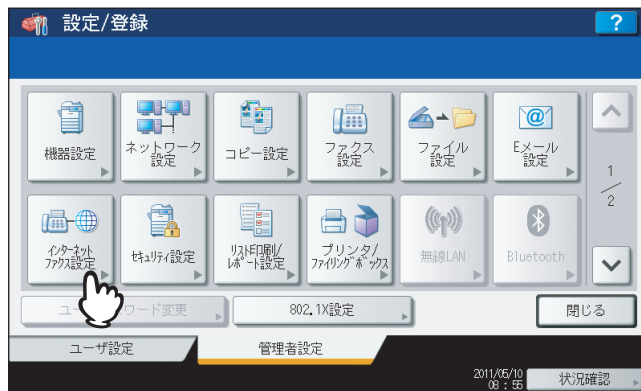 設定/登録
?
機器設定
ネットワーク
設定
コピー設定
ファクス
設定
ファイル
設定
@
Eメール
設定
1
2
インターネット
ファクス設定
セキュリティ設定
リスト印刷/
レポート設定
プリンタ/
ファイリングボックス
無線LAN
Bluetooth
ワード変更
802.1X設定
閉じる
ユーザ設定
管理者設定
2011/05/10
08:55
状況確認